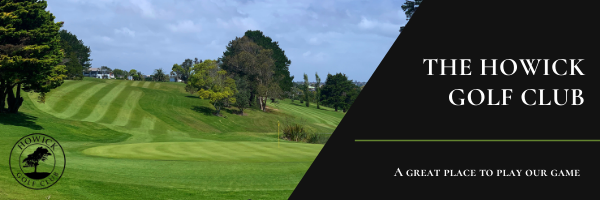 THE HOWICK
GOLF CLUB
A GREAT PLACE TO PLAY OUR GAME
HOWICK
GOLF CLUB